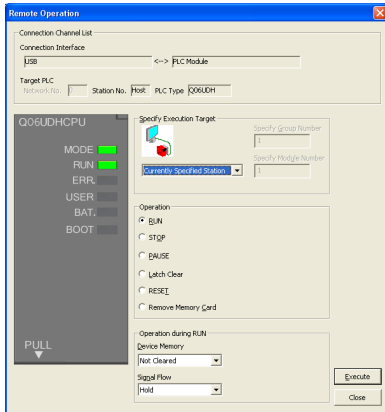 Remote Operation
Connection Channel List
Connection Interface
USB <--> PLC Module
Target PLC
Network No. 0 Station No. Host PLC Type Q06UDH
Q06UDHCPU
MODE
RUN
ERR.
USER
BAT.
BOOT
PULL
Specify Execution Target
Currently Specified Station
Specify Group Number
1
Specify Module Number
1
Operation
RUN
STOP
PAUSE
Latch Clear
RESET
Remove Memory Card
Operation during RUN
Device Memory
Not Cleared
Signal Flow
Hold
Execute
Close